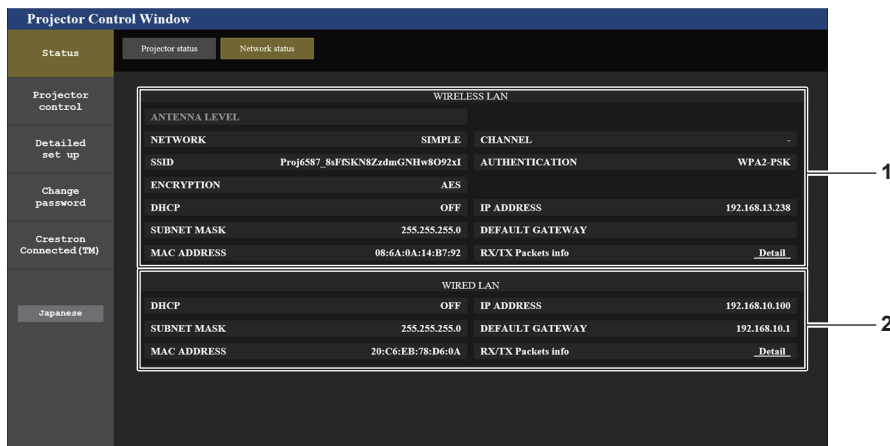 Projector Control Window
Status
Projector status
Network status
Projector
control
Detailed
set up
Change
password
Crestron
Connected(TM)
Japanese
WIRELESS LAN
ANTENNA LEVEL
NETWORK SIMPLE CHANNEL -
SSID Proj6587_8sFfSKN8ZzdmGNHw8O92xI AUTHENTICATION WPA2-PSK
ENCRYPTION AES
DHCP OFF IP ADDRESS 192.168.13.238
SUBNET MASK 255.255.255.0 DEFAULT GATEWAY
MAC ADDRESS 08:6A:0A:14:B7:92 RX/TX Packets info Detail
1
WIRED LAN
DHCP OFF IP ADDRESS 192.168.10.100
SUBNET MASK 255.255.255.0 DEFAULT GATEWAY 192.168.10.1
MAC ADDRESS 20:C6:EB:78:D6:0A RX/TX Packets info Detail
2